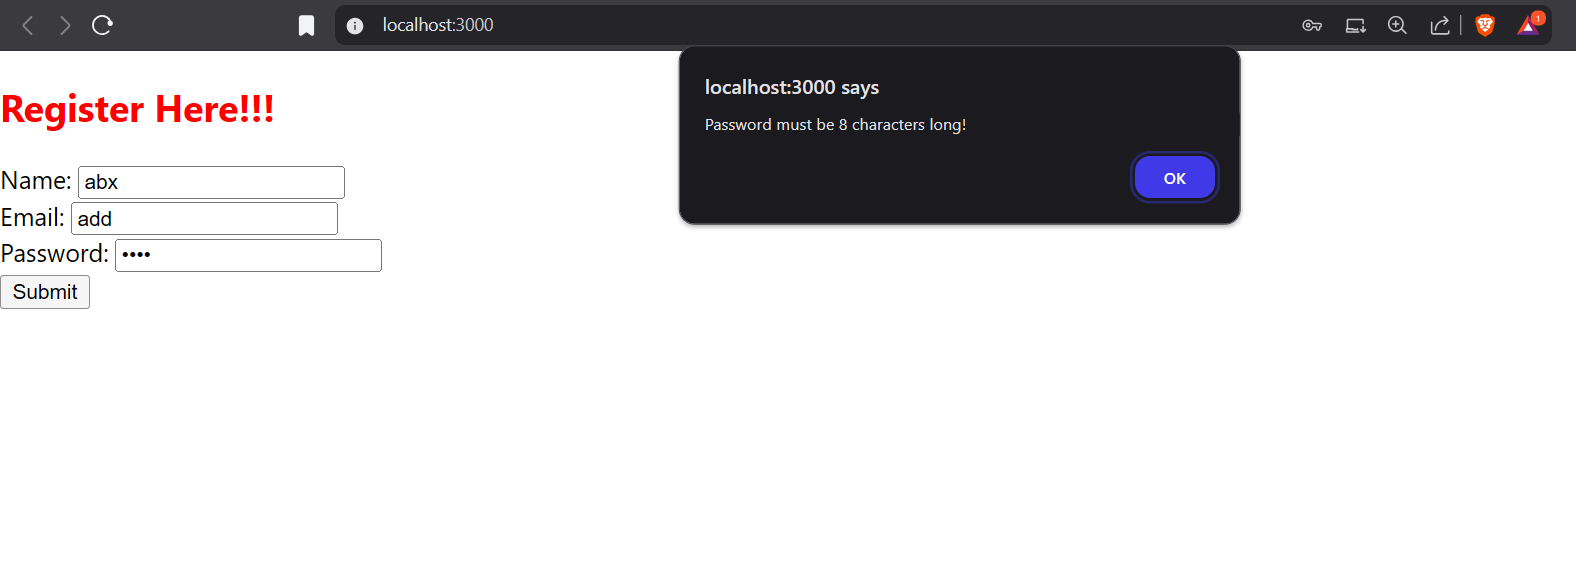 localhost:3000
1
localhost:3000 says
Password must be 8 characters long!
OK
Register Here!!!
Name: abx
Email: add
Password: ••••
Submit